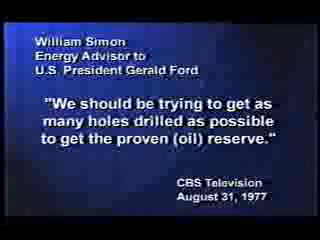 William Simon
Energy Advisor to
U.S. President Gerald Ford
"We should be trying to get as
many holes drilled as possible
to get the proven (oil) reserve."
CBS Television
August 31, 1977